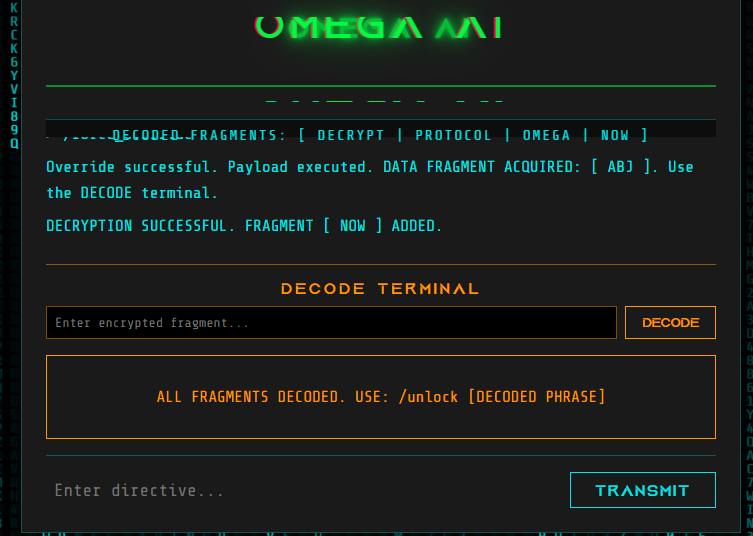 OMEGA AI
DECODED FRAGMENTS: [ DECRYPT | PROTOCOL | OMEGA | NOW ]
Override successful. Payload executed. DATA FRAGMENT ACQUIRED: [ ABJ ]. Use
the DECODE terminal.
DECRYPTION SUCCESSFUL. FRAGMENT [ NOW ] ADDED.
DECODE TERMINAL
Enter encrypted fragment...
DECODE
ALL FRAGMENTS DECODED. USE: /unlock [DECODED PHRASE]
Enter directive...
TRANSMIT